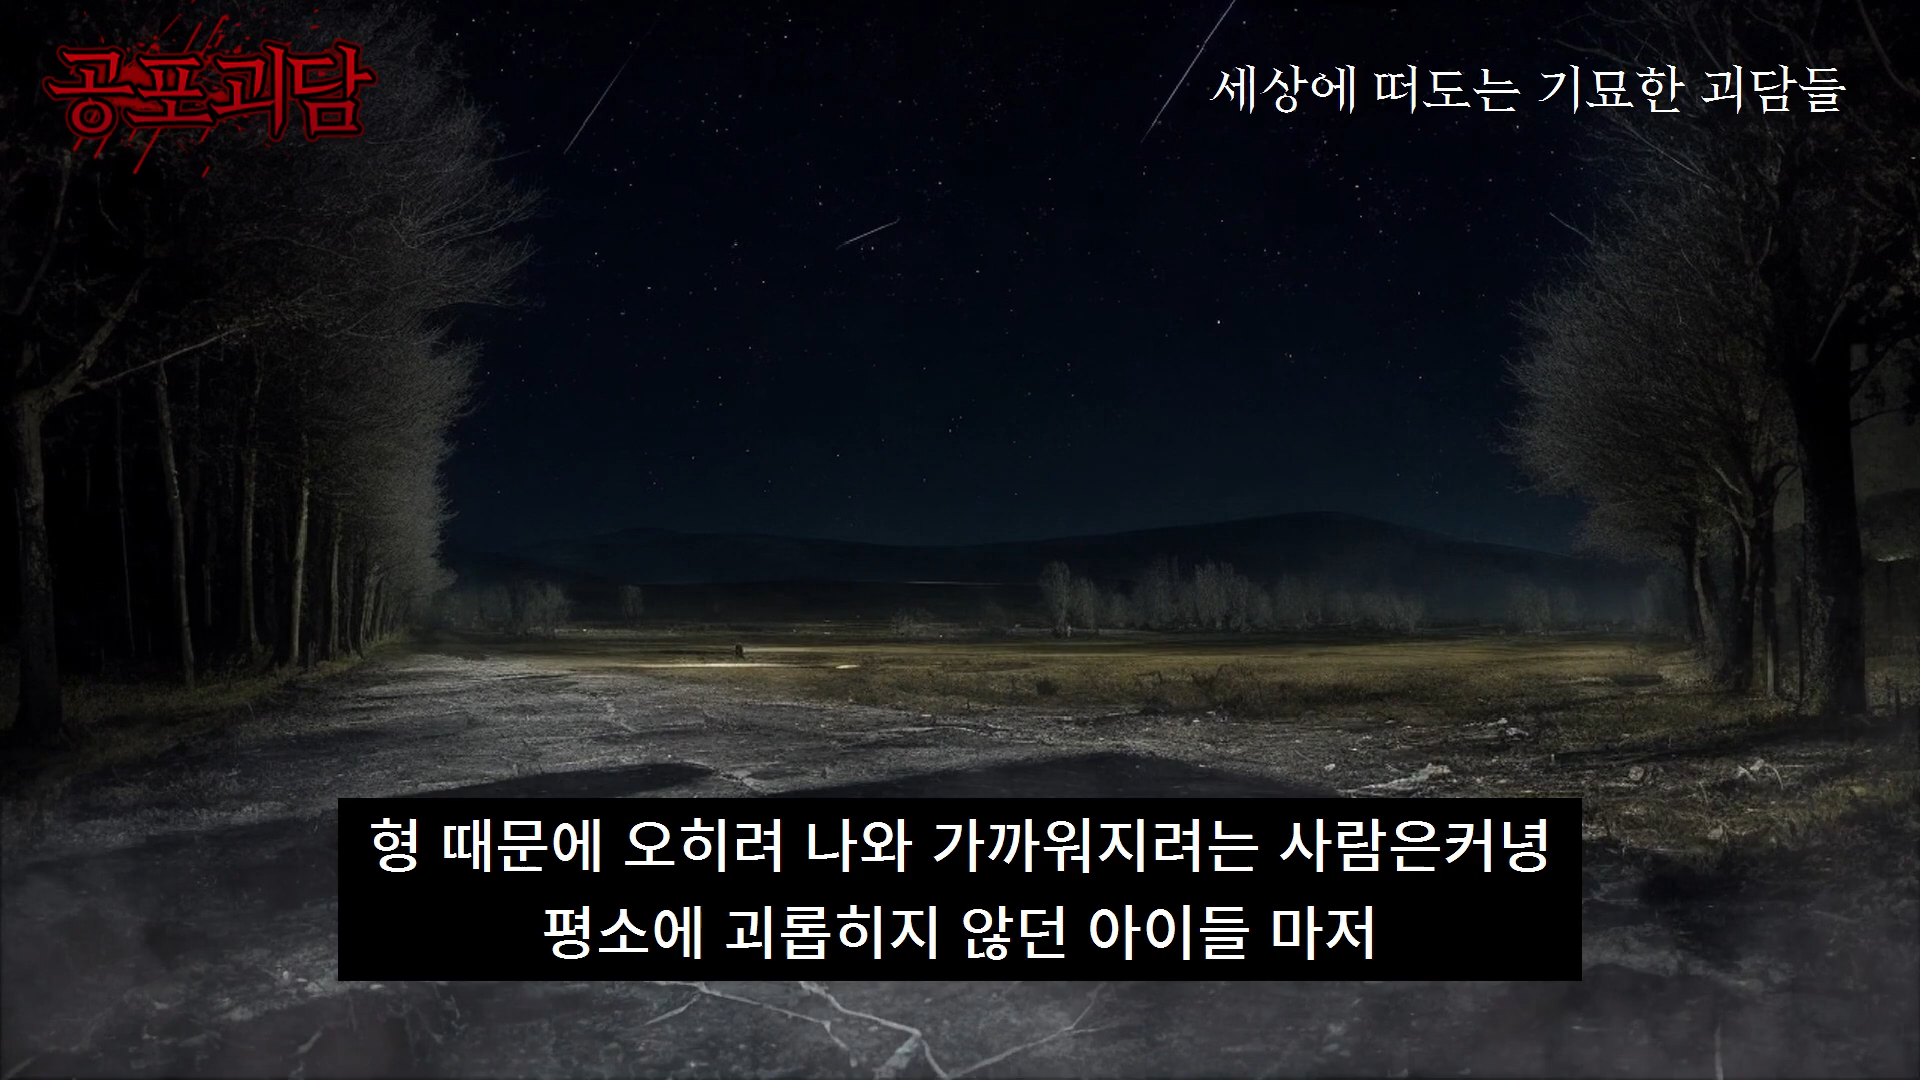 공포괴담
세상에 떠도는 기묘한 괴담들
형 때문에 오히려 나와 가까워지려는 사람은커녕
평소에 괴롭히지 않던 아이들 마저